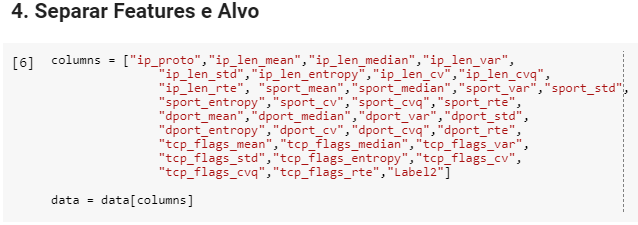 4. Separar Features e Alvo
[6] columns = ["ip_proto","ip_len_mean","ip_len_median","ip_len_var",
"ip_len_std","ip_len_entropy","ip_len_cv","ip_len_cvq",
"ip_len_rte", "sport_mean","sport_median","sport_var","sport_std",
"sport_entropy","sport_cv","sport_cvq","sport_rte",
"dport_mean","dport_median","dport_var","dport_std",
"dport_entropy","dport_cv","dport_cvq","dport_rte",
"tcp_flags_mean","tcp_flags_median","tcp_flags_var",
"tcp_flags_std","tcp_flags_entropy","tcp_flags_cv",
"tcp_flags_cvq","tcp_flags_rte","Label2"]
data = data[columns]